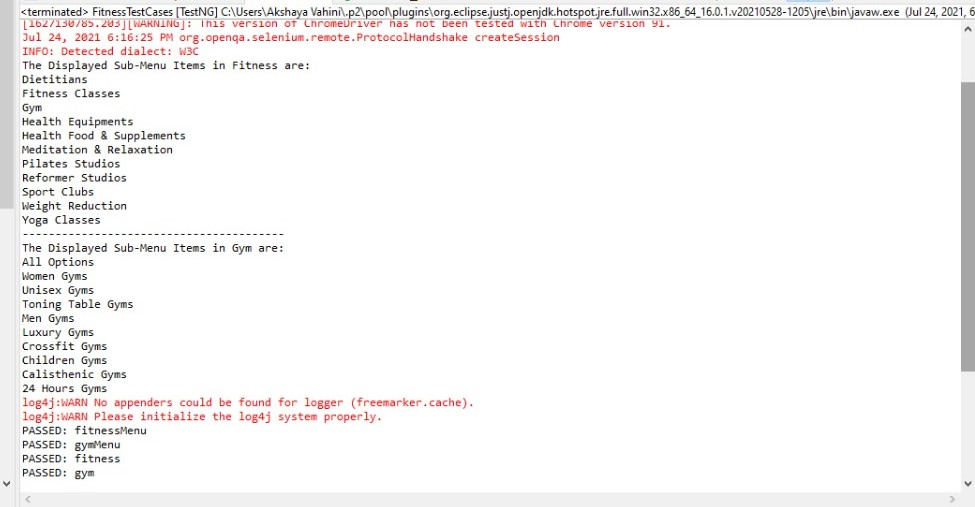 <terminated> FitnessTestCases [TestNG] C:\Users\Akshaya Vahini\.p2\pool\plugins\org.eclipse.justj.openjdk.hotspot.jre.full.win32.x86_64_16.0.1.v20210528-1205\jre\bin\javaw.exe (Jul 24, 2021, 6
[1627130785.203][WARNING]: This version of ChromeDriver has not been tested with Chrome version 91.
Jul 24, 2021 6:16:25 PM org.openqa.selenium.remote.ProtocolHandshake createSession
INFO: Detected dialect: W3C
The Displayed Sub-Menu Items in Fitness are:
Dietitians
Fitness Classes
Gym
Health Equipments
Health Food & Supplements
Meditation & Relaxation
Pilates Studios
Reformer Studios
Sport Clubs
Weight Reduction
Yoga Classes
----------------------------------------
The Displayed Sub-Menu Items in Gym are:
All Options
Women Gyms
Unisex Gyms
Toning Table Gyms
Men Gyms
Luxury Gyms
Crossfit Gyms
Children Gyms
Calisthenic Gyms
24 Hours Gyms
log4j:WARN No appenders could be found for logger (freemarker.cache).
log4j:WARN Please initialize the log4j system properly.
PASSED: fitnessMenu
PASSED: gymMenu
PASSED: fitness
PASSED: gym